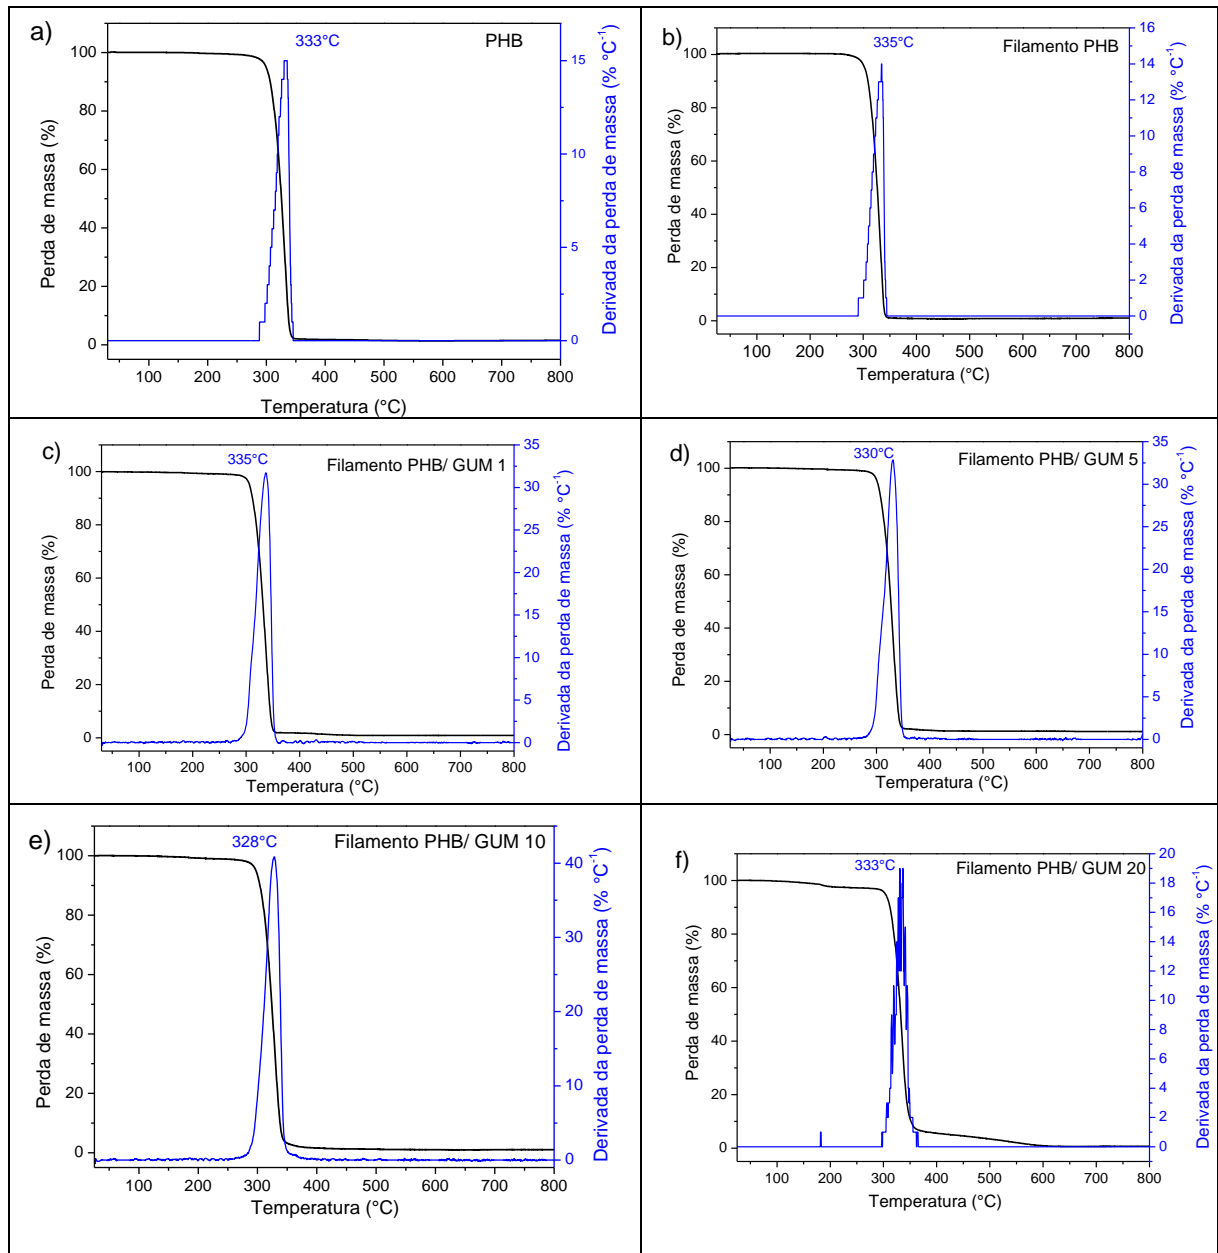 a)
333°C
PHB
Perda de massa (%)
100
80
60
40
20
0
15
10
5
0
Derivada da perda de massa (% °C⁻¹)
100 200 300 400 500 600 700 800
Temperatura (°C)
b)
335°C
Filamento PHB
Perda de massa (%)
100
80
60
40
20
0
16
14
12
10
8
6
4
2
0
-1
Derivada da perda de massa (% °C⁻¹)
100 200 300 400 500 600 700 800
Temperatura (°C)
c)
335°C
Filamento PHB/ GUM 1
Perda de massa (%)
100
80
60
40
20
0
35
30
25
20
15
10
5
0
Derivada da perda de massa (% °C⁻¹)
100 200 300 400 500 600 700 800
Temperatura (°C)
d)
330°C
Filamento PHB/ GUM 5
Perda de massa (%)
100
80
60
40
20
0
35
30
25
20
15
10
5
0
Derivada da perda de massa (% °C⁻¹)
100 200 300 400 500 600 700 800
Temperatura (°C)
e)
328°C
Filamento PHB/ GUM 10
Perda de massa (%)
100
80
60
40
20
0
40
30
20
10
0
Derivada da perda de massa (% °C⁻¹)
100 200 300 400 500 600 700 800
Temperatura (°C)
f)
333°C
Filamento PHB/ GUM 20
Perda de massa (%)
100
80
60
40
20
0
20
18
16
14
12
10
8
6
5
4
2
1
0
-1
Derivada da perda de massa (% °C⁻¹)
100 200 300 400 500 600 700 800
Temperatura (°C)